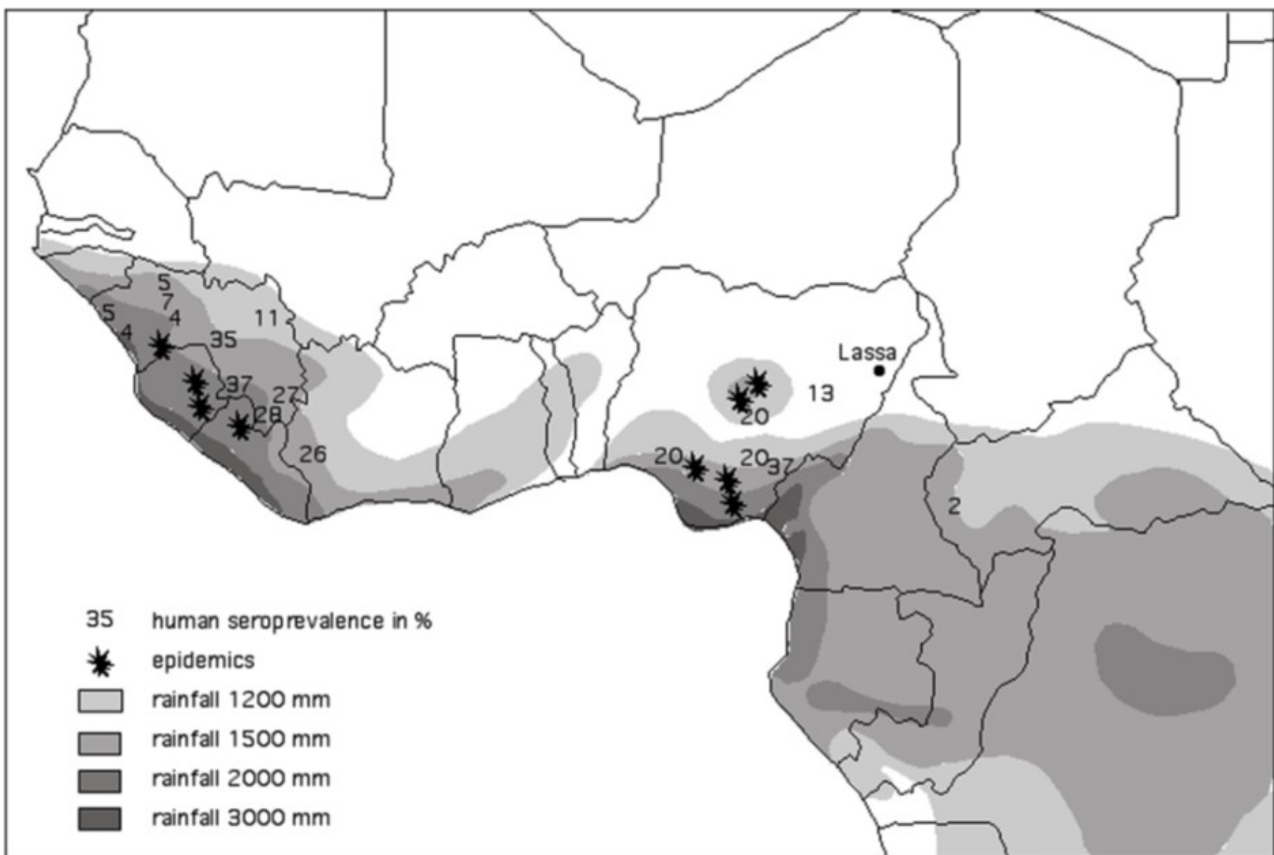 5
7
5
4
4
11
35
Lassa
37
27
13
28
20
26
20
20
37
2
35 human seroprevalence in %
epidemics
rainfall 1200 mm
rainfall 1500 mm
rainfall 2000 mm
rainfall 3000 mm